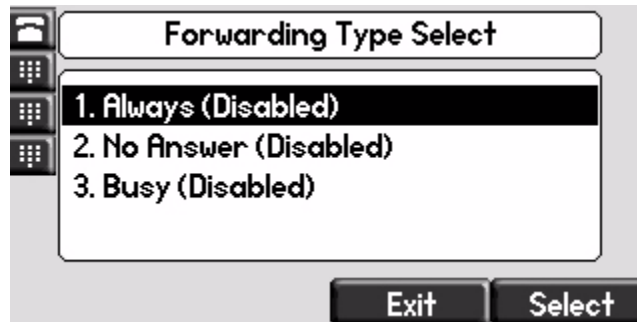 Forwarding Type Select
1. Always (Disabled)
2. No Answer (Disabled)
3. Busy (Disabled)
Exit Select